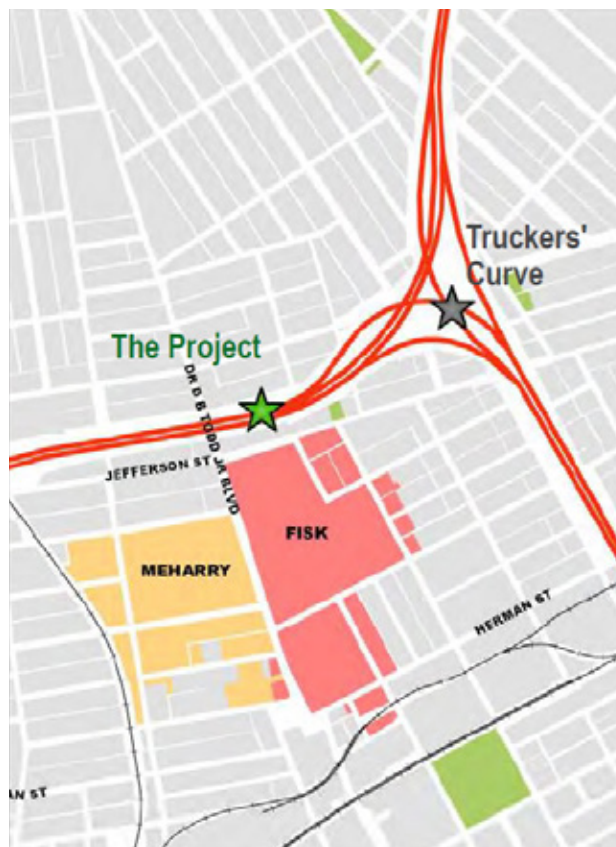 Truckers'
Curve
The Project
DR D B TODD JR BLVD
JEFFERSON ST
FISK
MEHARRY
HERMAN ST
AN ST